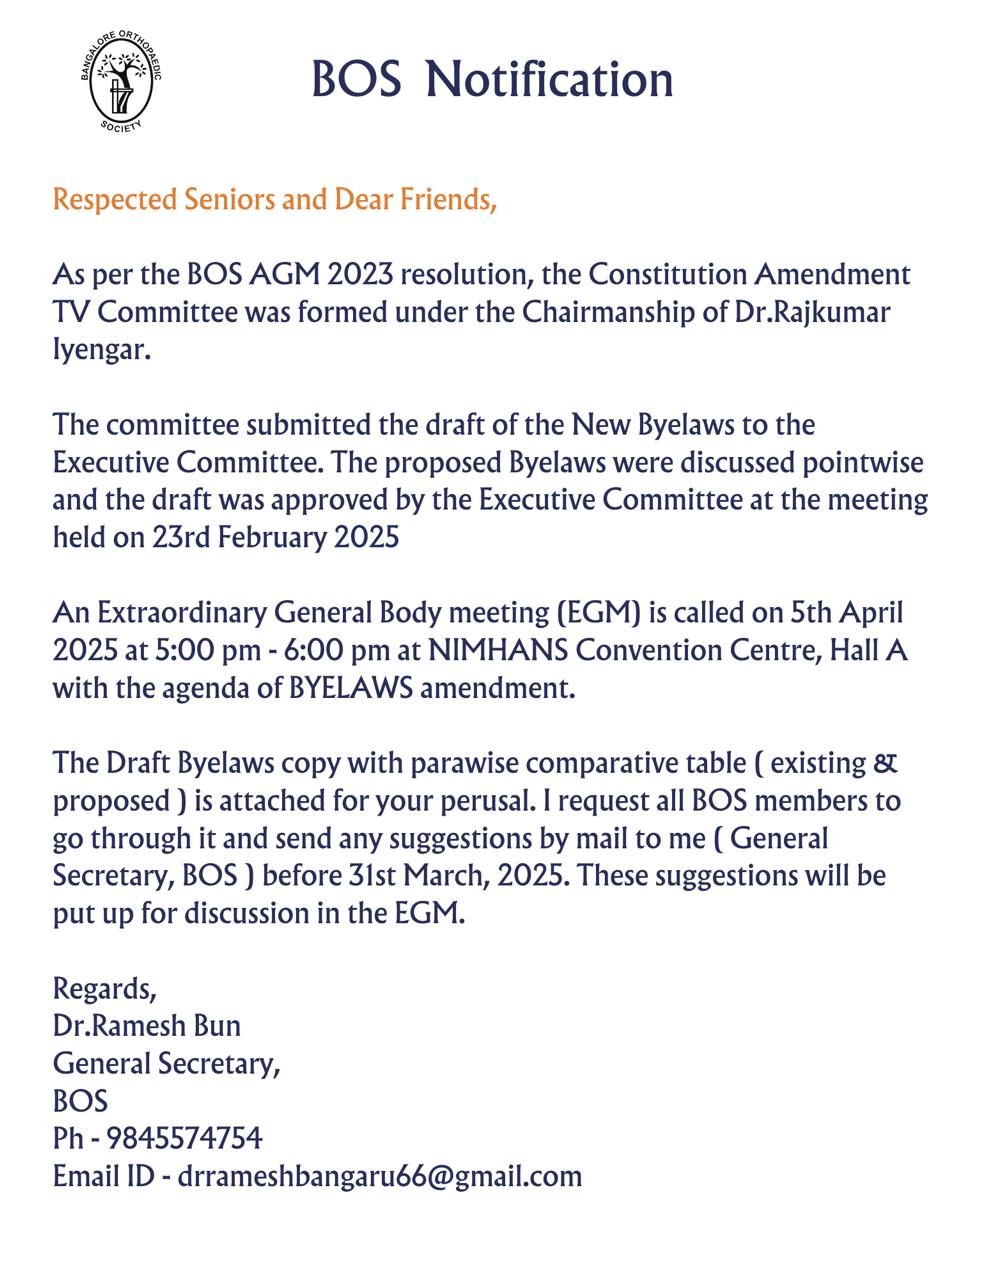 BANGALORE ORTHOPAEDIC
SOCIETY
BOS Notification
Respected Seniors and Dear Friends,
As per the BOS AGM 2023 resolution, the Constitution Amendment
TV Committee was formed under the Chairmanship of Dr.Rajkumar
Iyengar.
The committee submitted the draft of the New Byelaws to the
Executive Committee. The proposed Byelaws were discussed pointwise
and the draft was approved by the Executive Committee at the meeting
held on 23rd February 2025
An Extraordinary General Body meeting (EGM) is called on 5th April
2025 at 5:00 pm - 6:00 pm at NIMHANS Convention Centre, Hall A
with the agenda of BYELAWS amendment.
The Draft Byelaws copy with parawise comparative table ( existing &
proposed ) is attached for your perusal. I request all BOS members to
go through it and send any suggestions by mail to me ( General
Secretary, BOS ) before 31st March, 2025. These suggestions will be
put up for discussion in the EGM.
Regards,
Dr.Ramesh Bun
General Secretary,
BOS
Ph - 9845574754
Email ID - drrameshbangaru66@gmail.com